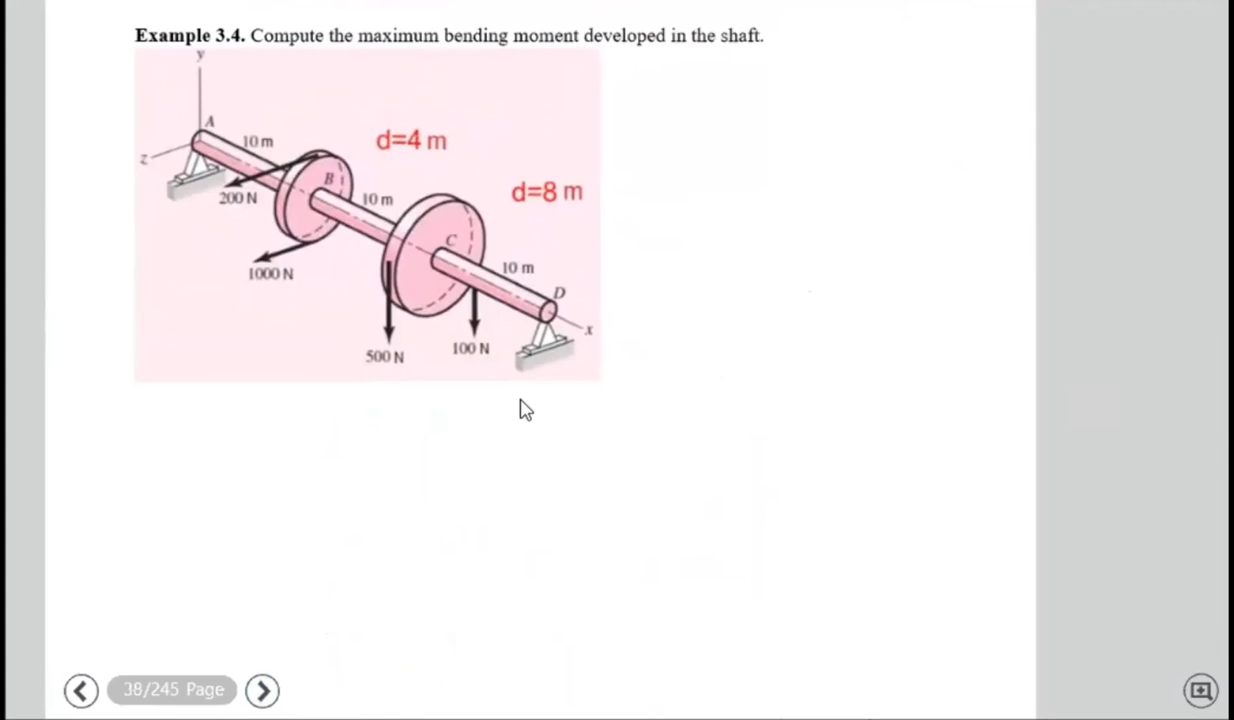 Example 3.4. Compute the maximum bending moment developed in the shaft.
y
A
10 m
d=4 m
z
B
200 N
10 m
d=8 m
C
1000 N
10 m
D
x
500 N
100 N
38/245 Page